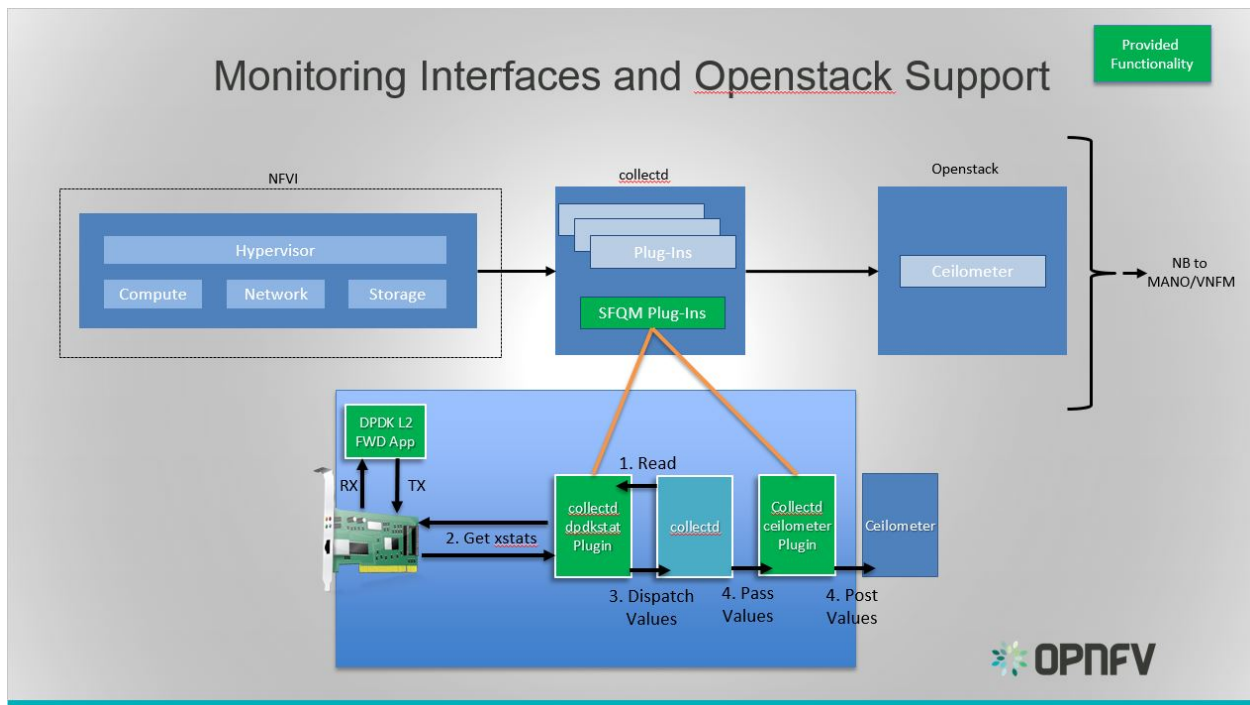 Provided
Functionality
Monitoring Interfaces and Openstack Support
NFVI
collectd
Openstack
Hypervisor
Compute
Network
Storage
Plug-Ins
SFQM Plug-Ins
Ceilometer
NB to
MANO/VNFM
DPDK L2
FWD App
RX
TX
1. Read
2. Get xstats
collectd
dpdkstat
Plugin
collectd
Collectd
ceilometer
Plugin
Ceilometer
3. Dispatch
Values
4. Pass
Values
4. Post
Values
OPNFV